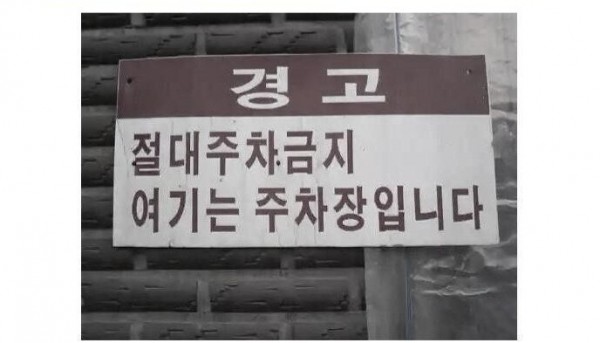 경고
절대주차금지
여기는 주차장입니다